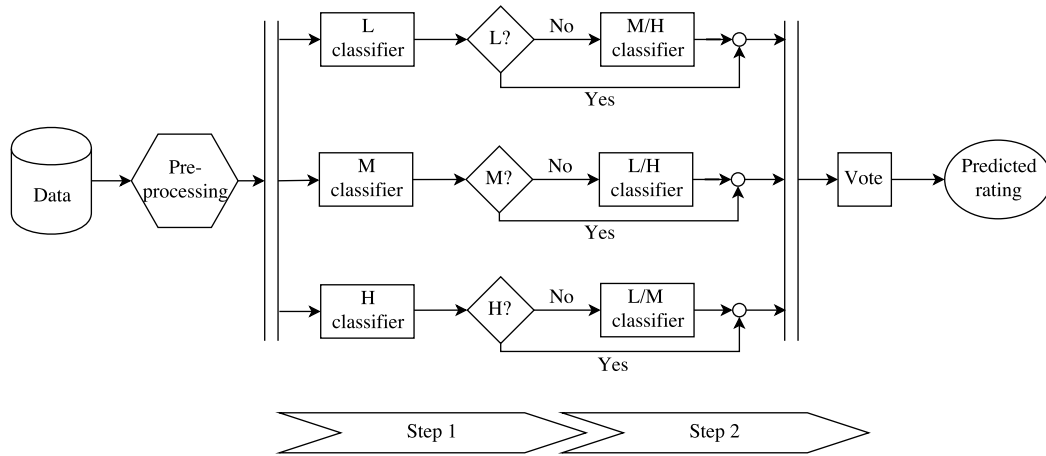 Data
Pre-
processing
L
classifier
L?
No
M/H
classifier
Yes
M
classifier
M?
No
L/H
classifier
Yes
H
classifier
H?
No
L/M
classifier
Yes
Vote
Predicted
rating
Step 1
Step 2